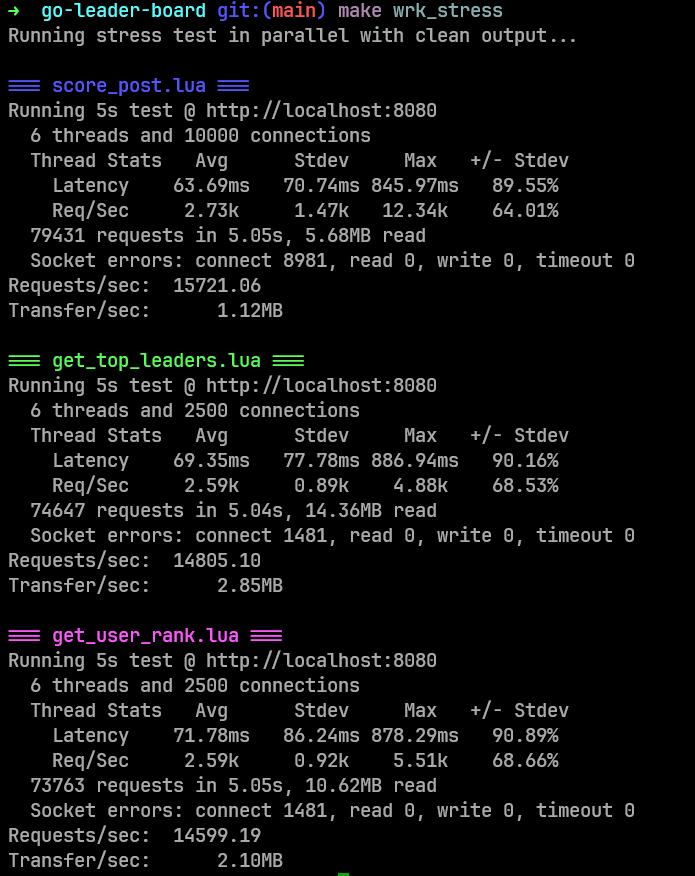 ➜ go-leader-board git:(main) make wrk_stress
Running stress test in parallel with clean output...
=== score_post.lua ===
Running 5s test @ http://localhost:8080
6 threads and 10000 connections
Thread Stats Avg Stdev Max +/- Stdev
Latency 63.69ms 70.74ms 845.97ms 89.55%
Req/Sec 2.73k 1.47k 12.34k 64.01%
79431 requests in 5.05s, 5.68MB read
Socket errors: connect 8981, read 0, write 0, timeout 0
Requests/sec: 15721.06
Transfer/sec: 1.12MB
=== get_top_leaders.lua ===
Running 5s test @ http://localhost:8080
6 threads and 2500 connections
Thread Stats Avg Stdev Max +/- Stdev
Latency 69.35ms 77.78ms 886.94ms 90.16%
Req/Sec 2.59k 0.89k 4.88k 68.53%
74647 requests in 5.04s, 14.36MB read
Socket errors: connect 1481, read 0, write 0, timeout 0
Requests/sec: 14805.10
Transfer/sec: 2.85MB
=== get_user_rank.lua ===
Running 5s test @ http://localhost:8080
6 threads and 2500 connections
Thread Stats Avg Stdev Max +/- Stdev
Latency 71.78ms 86.24ms 878.29ms 90.89%
Req/Sec 2.59k 0.92k 5.51k 68.66%
73763 requests in 5.05s, 10.62MB read
Socket errors: connect 1481, read 0, write 0, timeout 0
Requests/sec: 14599.19
Transfer/sec: 2.10MB